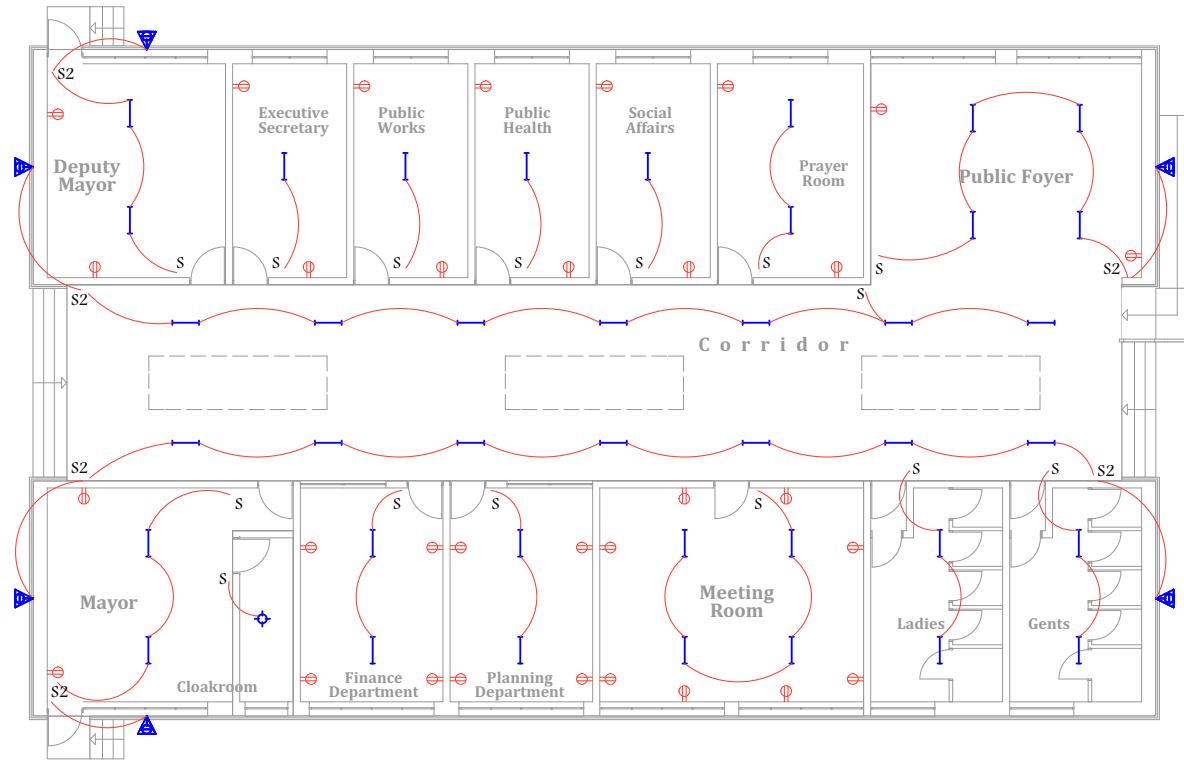 S2
Executive
Secretary
Public
Works
Public
Health
Social
Affairs
Deputy
Mayor
Prayer
Room
Public Foyer
S
S
S
S
S
S
S
S2
S2
S
Corridor
S2
S
S
S
S
S
S
S2
S
Mayor
Meeting
Room
Ladies
Gents
Cloakroom
Finance
Department
Planning
Department
S2